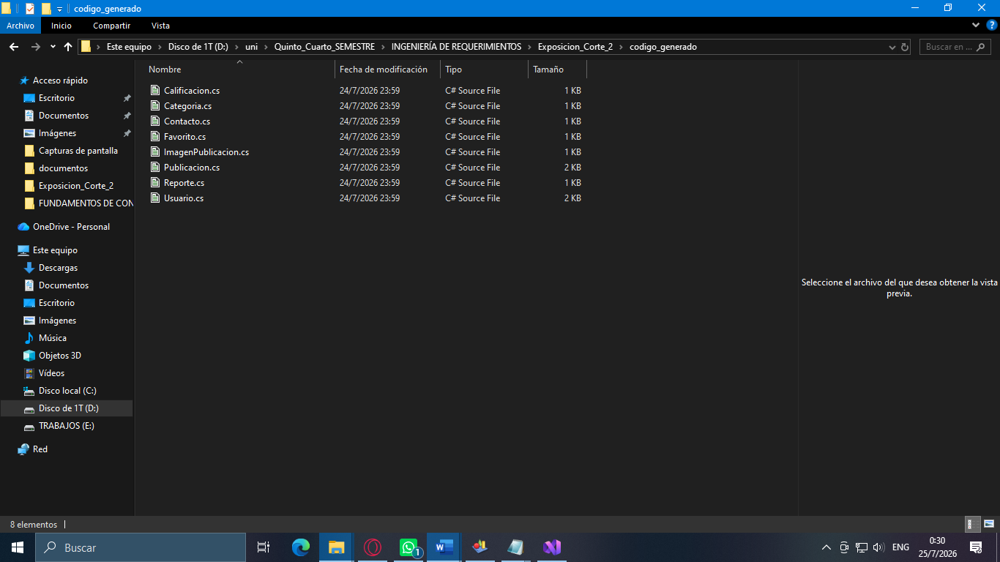 codigo_generado
Archivo Inicio Compartir Vista
Este equipo Disco de 1T (D:) uni Quinto_Cuarto_SEMESTRE INGENIERÍA DE REQUERIMIENTOS Exposicion_Corte_2 codigo_generado
Buscar en ...
Nombre Fecha de modificación Tipo Tamaño
Calificacion.cs 24/7/2026 23:59 C# Source File 1 KB
Categoria.cs 24/7/2026 23:59 C# Source File 1 KB
Contacto.cs 24/7/2026 23:59 C# Source File 1 KB
Favorito.cs 24/7/2026 23:59 C# Source File 1 KB
ImagenPublicacion.cs 24/7/2026 23:59 C# Source File 1 KB
Publicacion.cs 24/7/2026 23:59 C# Source File 2 KB
Reporte.cs 24/7/2026 23:59 C# Source File 1 KB
Usuario.cs 24/7/2026 23:59 C# Source File 2 KB
Acceso rápido
Escritorio
Documentos
Imágenes
Capturas de pantalla
documentos
Exposicion_Corte_2
FUNDAMENTOS DE CON
OneDrive - Personal
Este equipo
Descargas
Documentos
Escritorio
Imágenes
Música
Objetos 3D
Vídeos
Disco local (C:)
Disco de 1T (D:)
TRABAJOS (E:)
Red
Seleccione el archivo del que desea obtener la vista
previa.
8 elementos
Buscar
1
ENG
0:30
25/7/2026